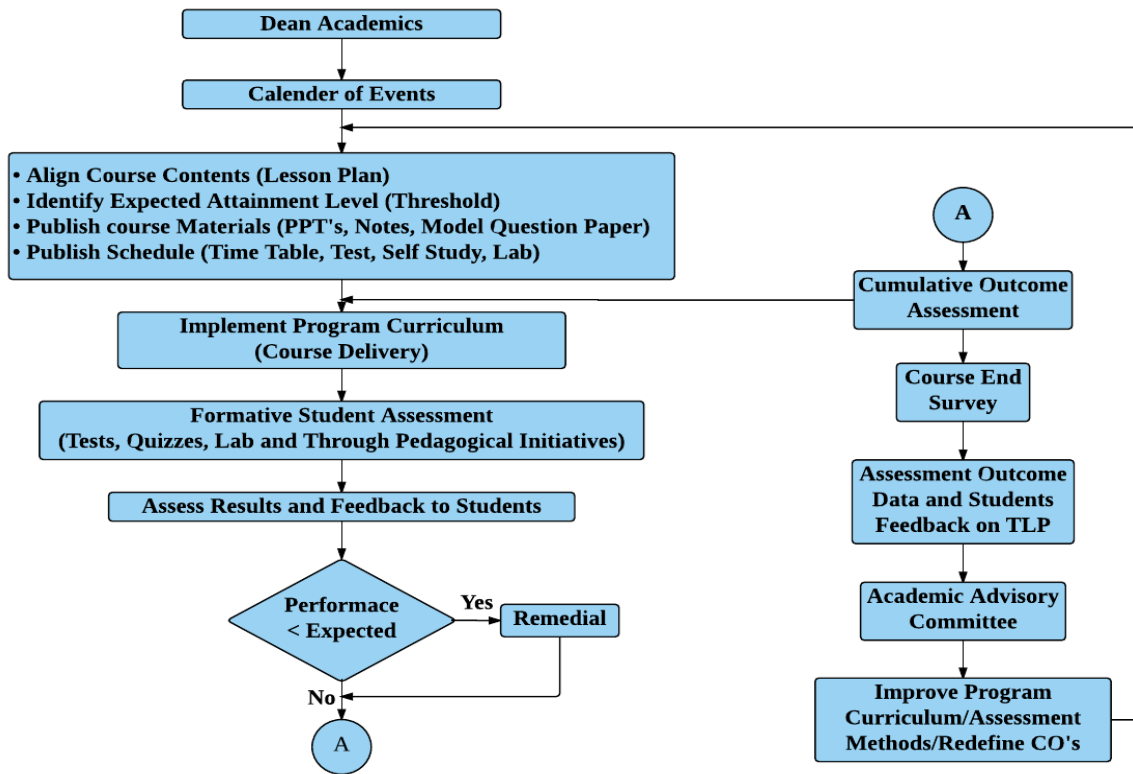 Dean Academics
Calender of Events
• Align Course Contents (Lesson Plan)
• Identify Expected Attainment Level (Threshold)
• Publish course Materials (PPT's, Notes, Model Question Paper)
• Publish Schedule (Time Table, Test, Self Study, Lab)
Implement Program Curriculum
(Course Delivery)
Formative Student Assessment
(Tests, Quizzes, Lab and Through Pedagogical Initiatives)
Assess Results and Feedback to Students
Performace
< Expected
Yes
Remedial
No
A
A
Cumulative Outcome
Assessment
Course End
Survey
Assessment Outcome
Data and Students
Feedback on TLP
Academic Advisory
Committee
Improve Program
Curriculum/Assessment
Methods/Redefine CO's